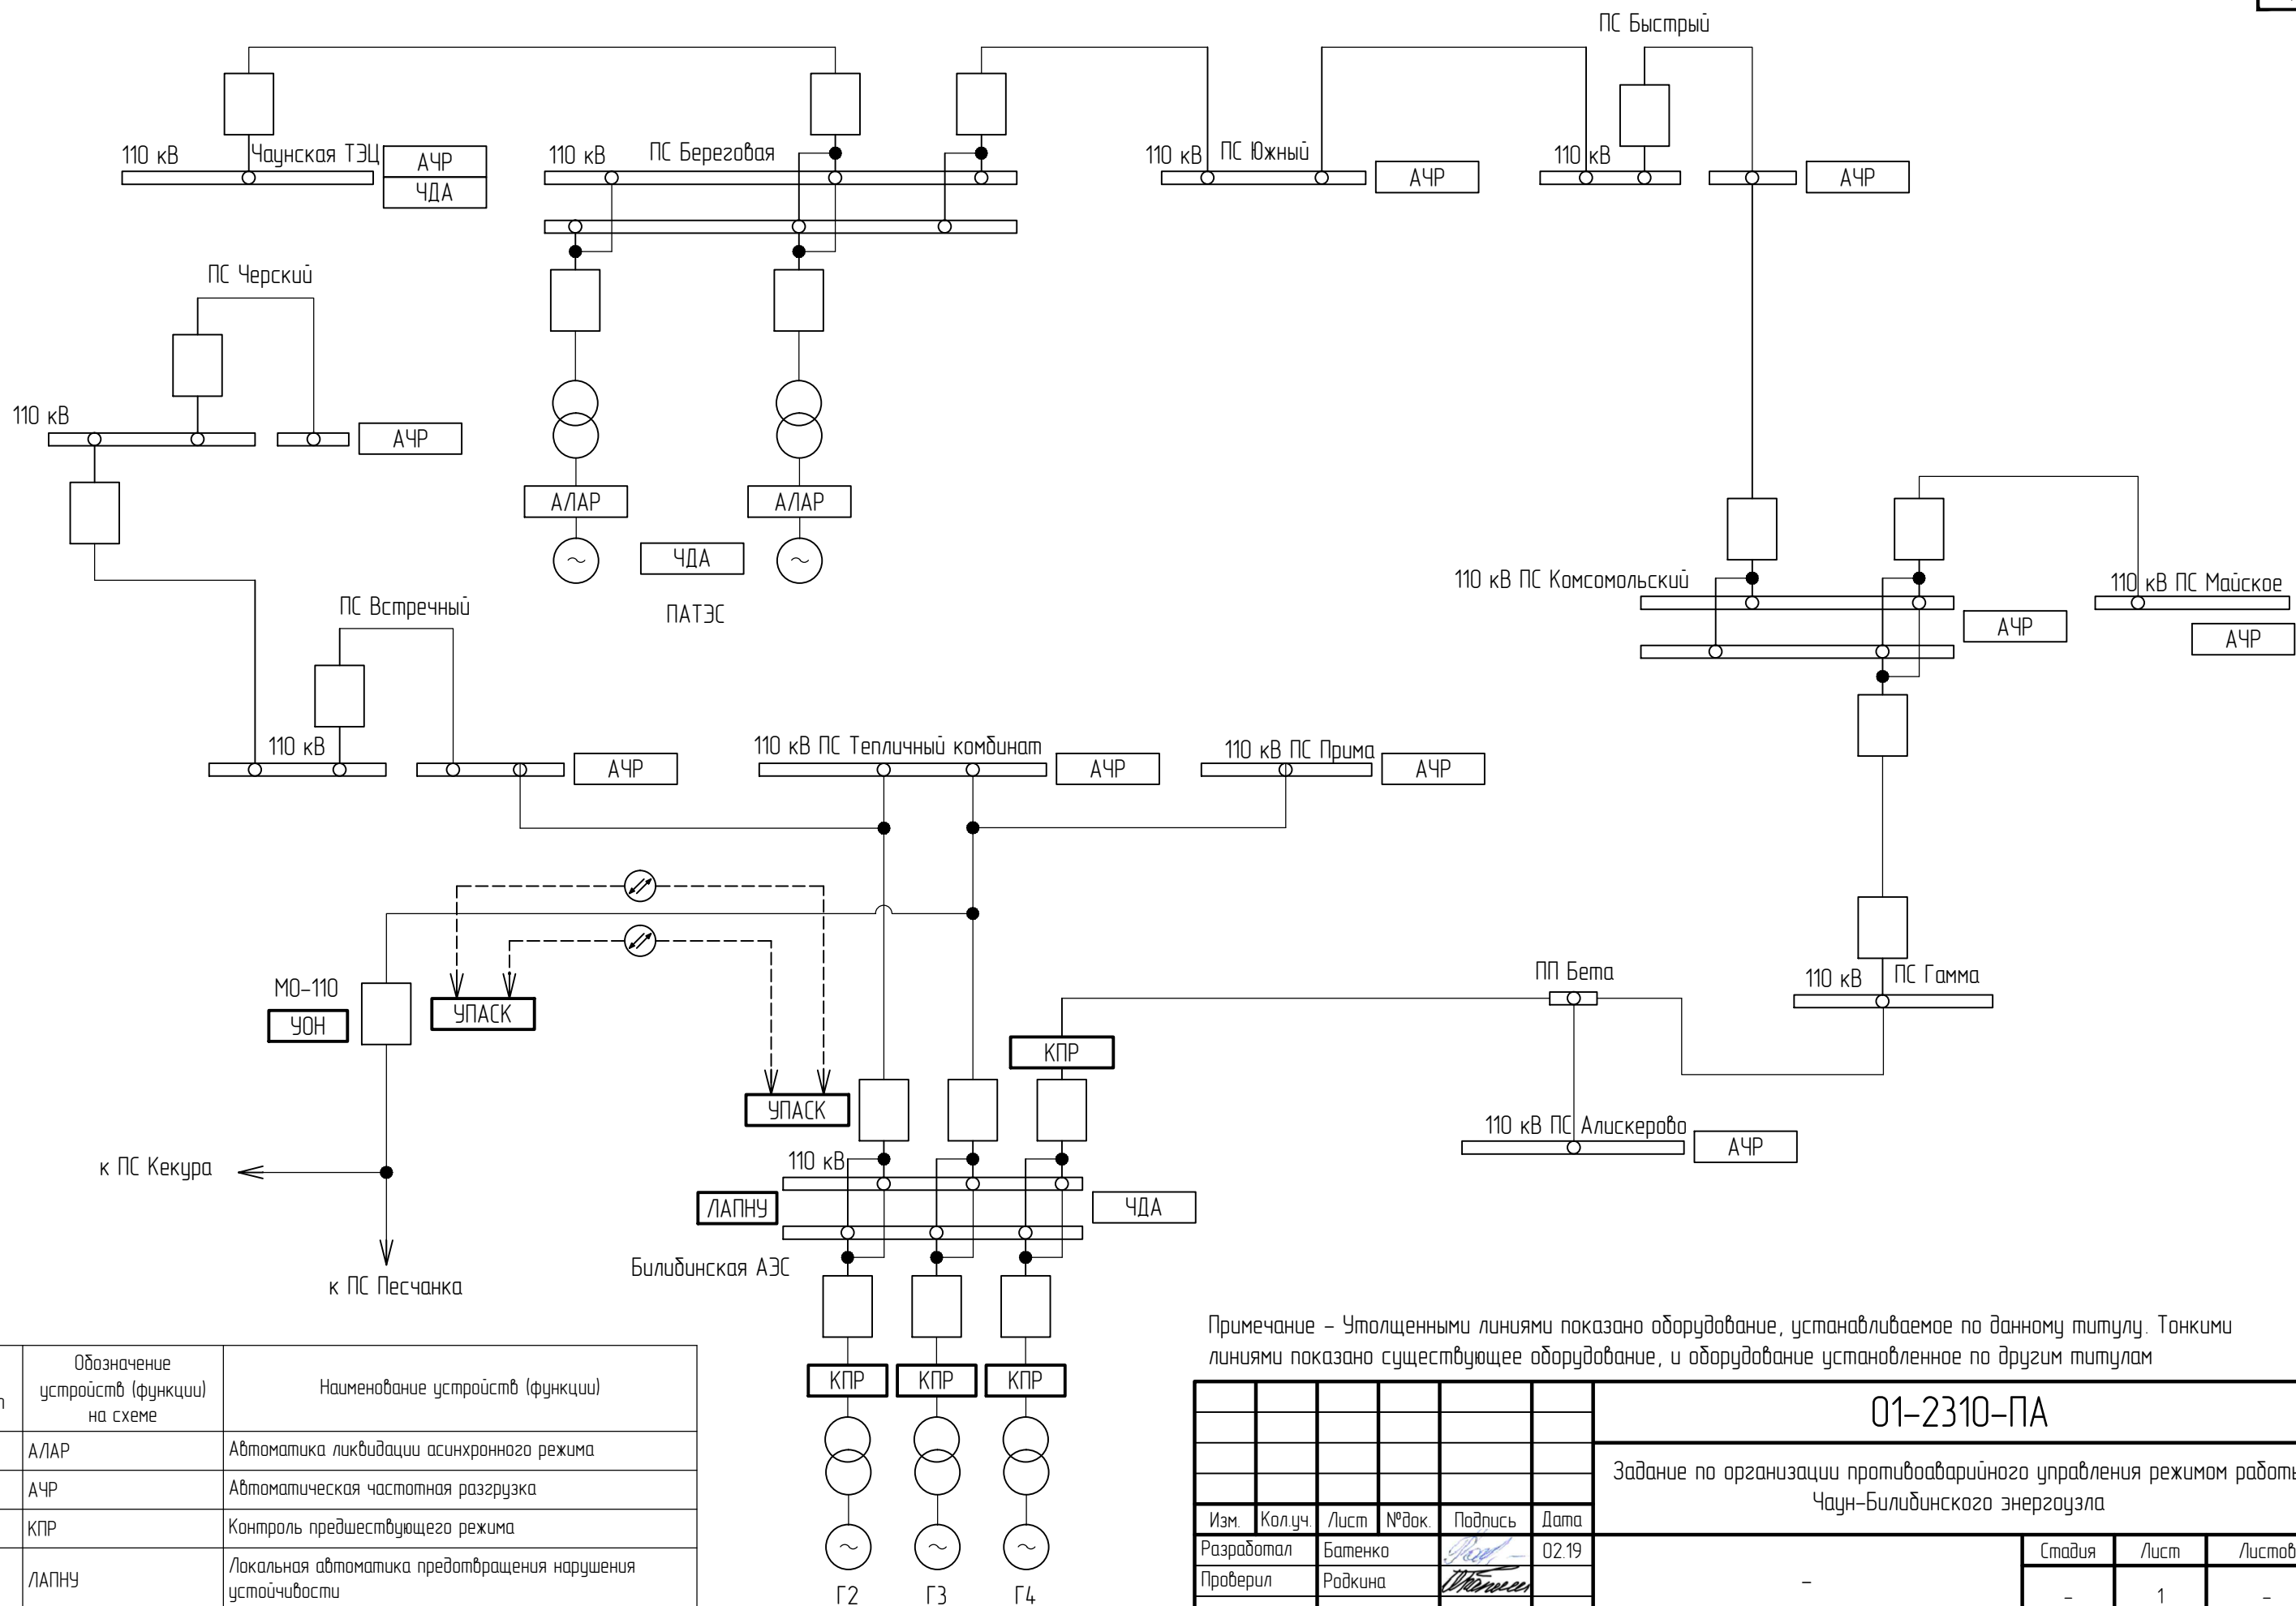 ПС Быстрый
110 кВ
Чаунская ТЭЦ
АЧР
ЧДА
110 кВ
ПС Береговая
110 кВ
ПС Южный
АЧР
110 кВ
АЧР
ПС Черский
110 кВ
АЧР
АЛАР
АЛАР
ЧДА
ПАТЭС
110 кВ ПС Комсомольский
АЧР
110 кВ ПС Майское
АЧР
ПС Встречный
110 кВ
АЧР
110 кВ ПС Тепличный комбинат
АЧР
110 кВ ПС Прима
АЧР
МО-110
УОН
УПАСК
УПАСК
КПР
ПП Бета
110 кВ
ПС Гамма
110 кВ ПС Алискерово
АЧР
к ПС Кекура
к ПС Песчанка
110 кВ
ЛАПНУ
ЧДА
Билибинская АЭС
КПР
КПР
КПР
Г2
Г3
Г4
Примечание – Утолщенными линиями показано оборудование, устанавливаемое по данному титулу. Тонкими
линиями показано существующее оборудование, и оборудование установленное по другим титулам
Обозначение
устройств (функции)
на схеме
Наименование устройств (функции)
АЛАР
Автоматика ликвидации асинхронного режима
АЧР
Автоматическая частотная разгрузка
КПР
Контроль предшествующего режима
ЛАПНУ
Локальная автоматика предотвращения нарушения
устойчивости
01-2310-ПА
Задание по организации противоаварийного управления режимом работы
Чаун-Билибинского энергоузла
Изм. Кол.уч. Лист №док. Подпись Дата
Разработал Батенко 02.19
Проверил Родкина
–
Стадия Лист Листов
– 1 –